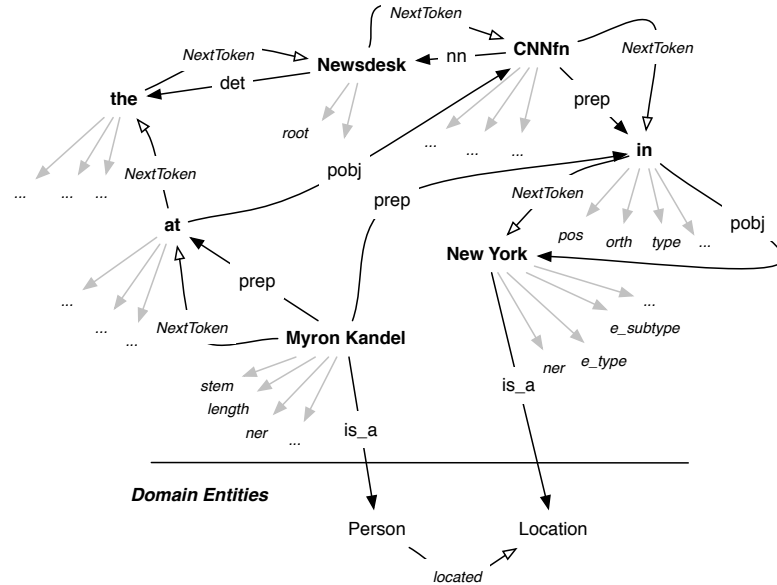 NextToken
NextToken
CNNfn
NextToken
Newsdesk
nn
det
the
prep
root
...
...
...
in
NextToken
pobj
NextToken
...
...
...
prep
pobj
at
pos
orth
type
...
New York
prep
...
...
...
NextToken
...
e_subtype
Myron Kandel
e_type
ner
stem
length
is_a
ner
...
is_a
Domain Entities
Person
Location
located